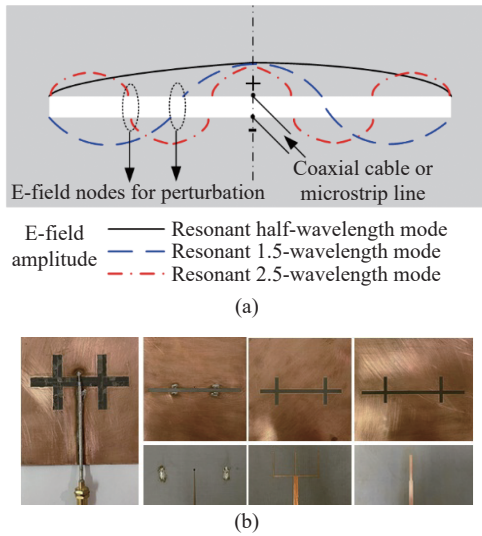 +
-
Coaxial cable or
microstrip line
E-field nodes for perturbation
E-field
amplitude
Resonant half-wavelength mode
Resonant 1.5-wavelength mode
Resonant 2.5-wavelength mode
(a)
(b)